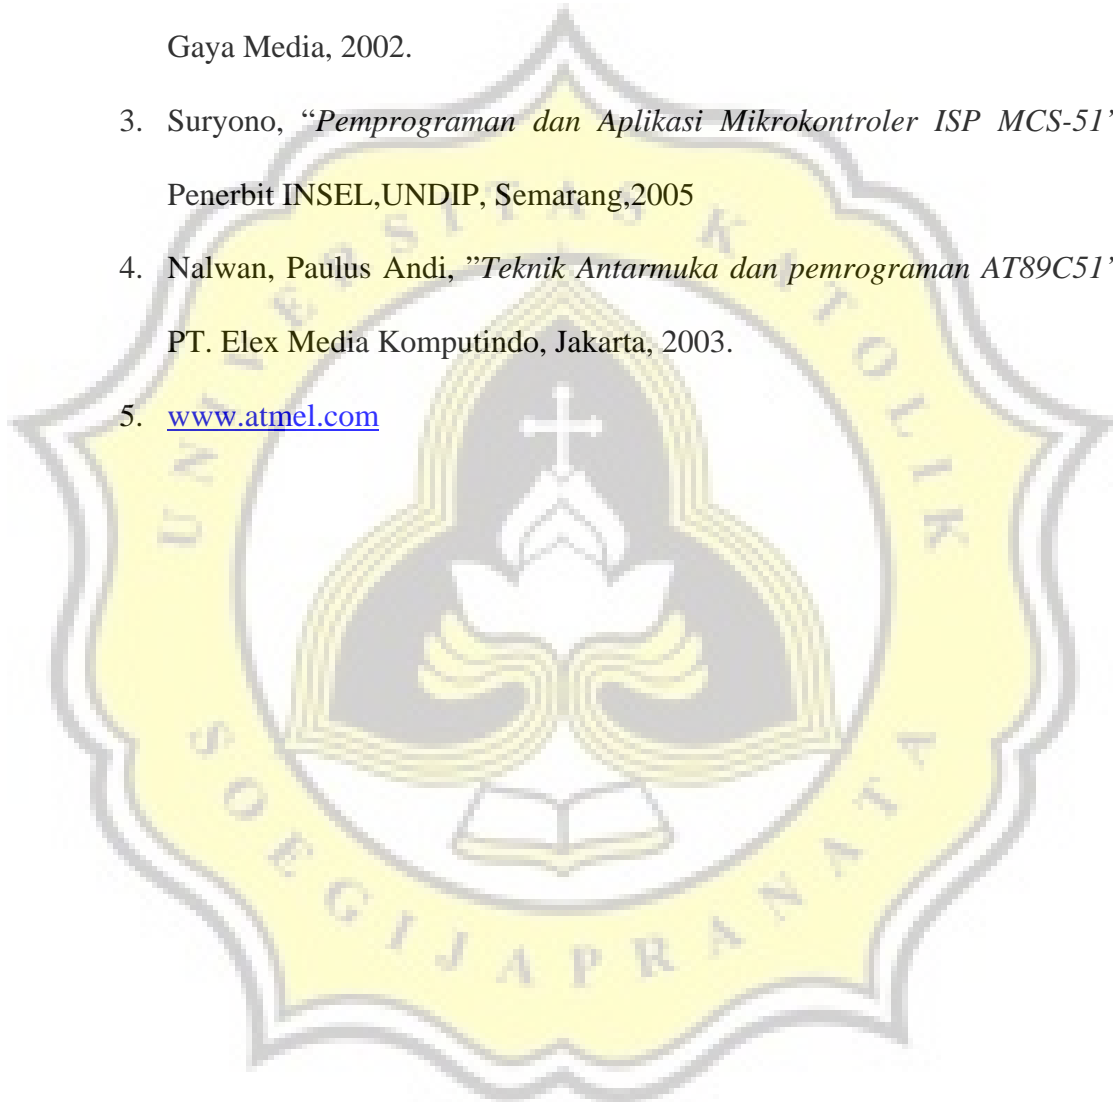 Gaya Media, 2002.
3. Suryono, “Pemprograman dan Aplikasi Mikrokontroler ISP MCS-51”
Penerbit INSEL,UNDIP, Semarang,2005
4. Nalwan, Paulus Andi, ”Teknik Antarmuka dan pemrograman AT89C51”
PT. Elex Media Komputindo, Jakarta, 2003.
5. www.atmel.com
UNIVERSITAS KATOLIK
SOEGIJAPRANATA